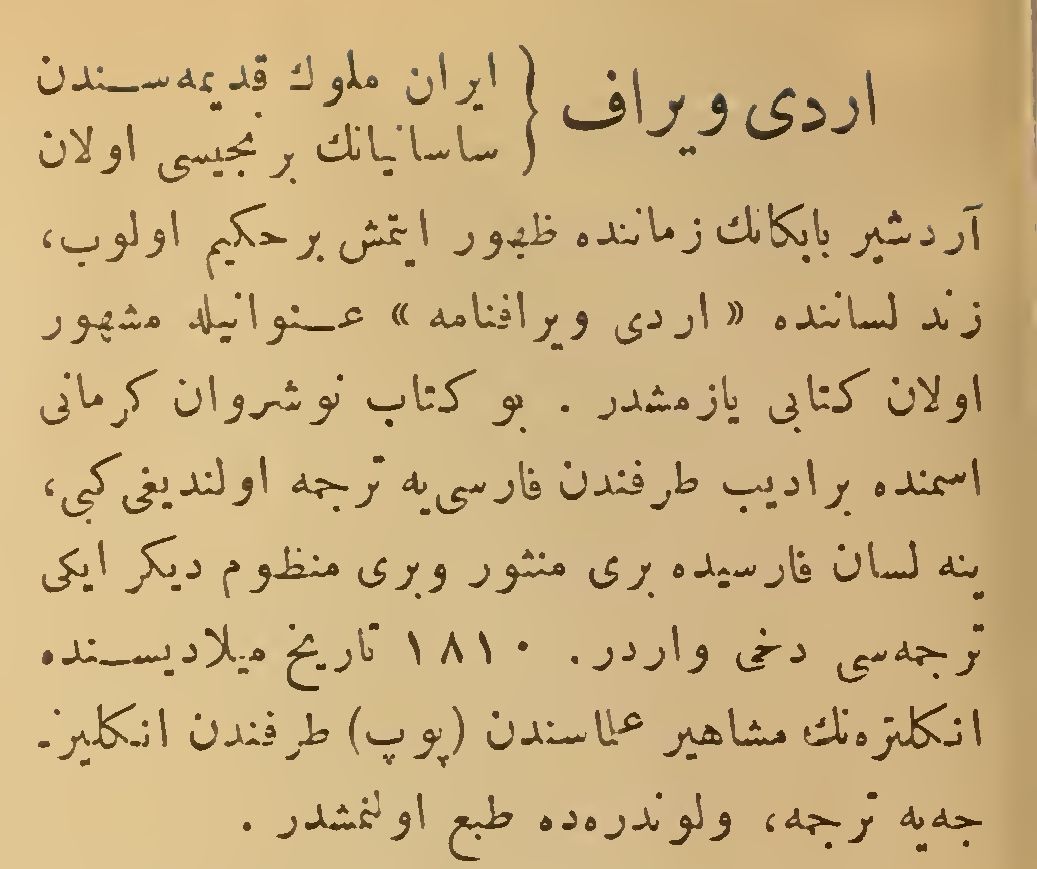 اردی ویراف } ایران ملوك قدیمه‌سندن
ساسانیانك برنجیسی اولان
آردشیر بابكانك زماننده ظهور ایتمش برحكیم اولوب،
زند لساننده « اردی ویرافنامه » عنوانیله مشهور
اولان كتابی یازمشدر . بو كتاب نوشروان كرمانی
اسمنده برادیب طرفندن فارسی‌یه ترجمه اولندیغی كبی،
ینه لسان فارسیده بری منثور وبری منظوم دیكر ایكی
ترجمه‌سی دخی واردر. ١٨١٠ تاریخ میلادیسنده
انكلتره‌نك مشاهیر علماسندن (پوپ) طرفندن انكلیز-
جه‌یه ترجمه، ولوندره‌ده طبع اولنمشدر .